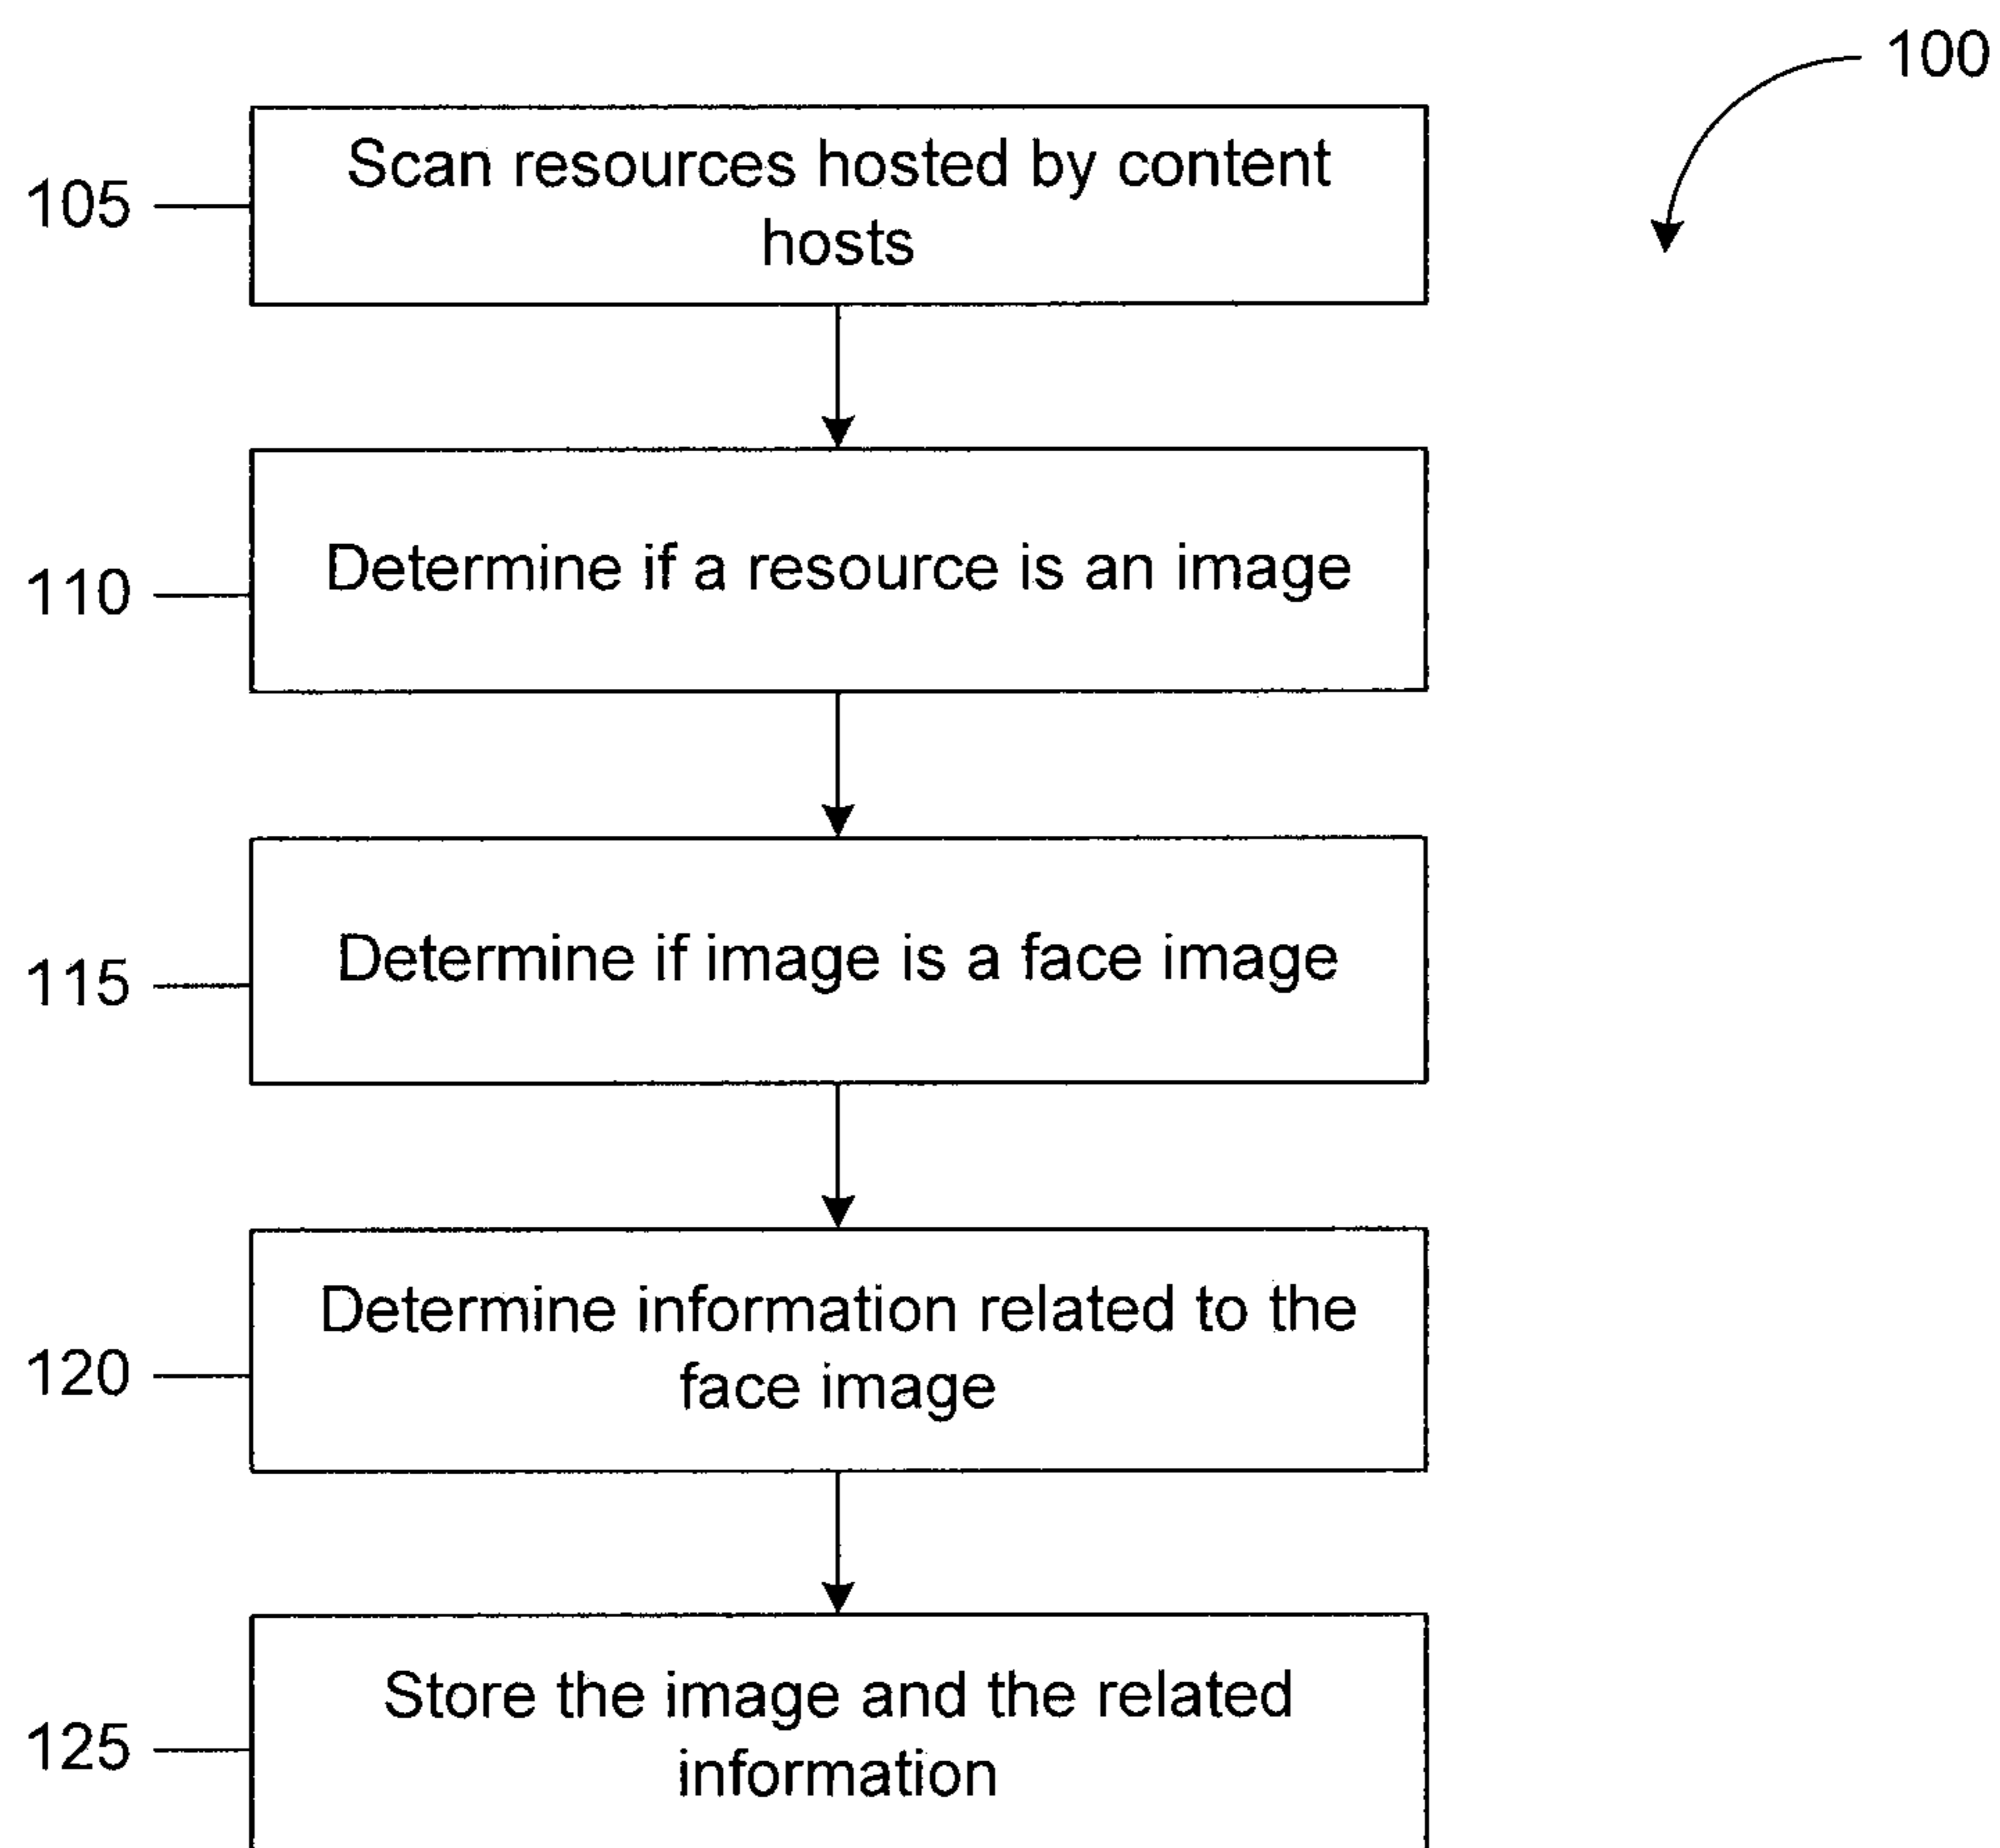 100
105
Scan resources hosted by content
hosts
110
Determine if a resource is an image
115
Determine if image is a face image
120
Determine information related to the
face image
125
Store the image and the related
information